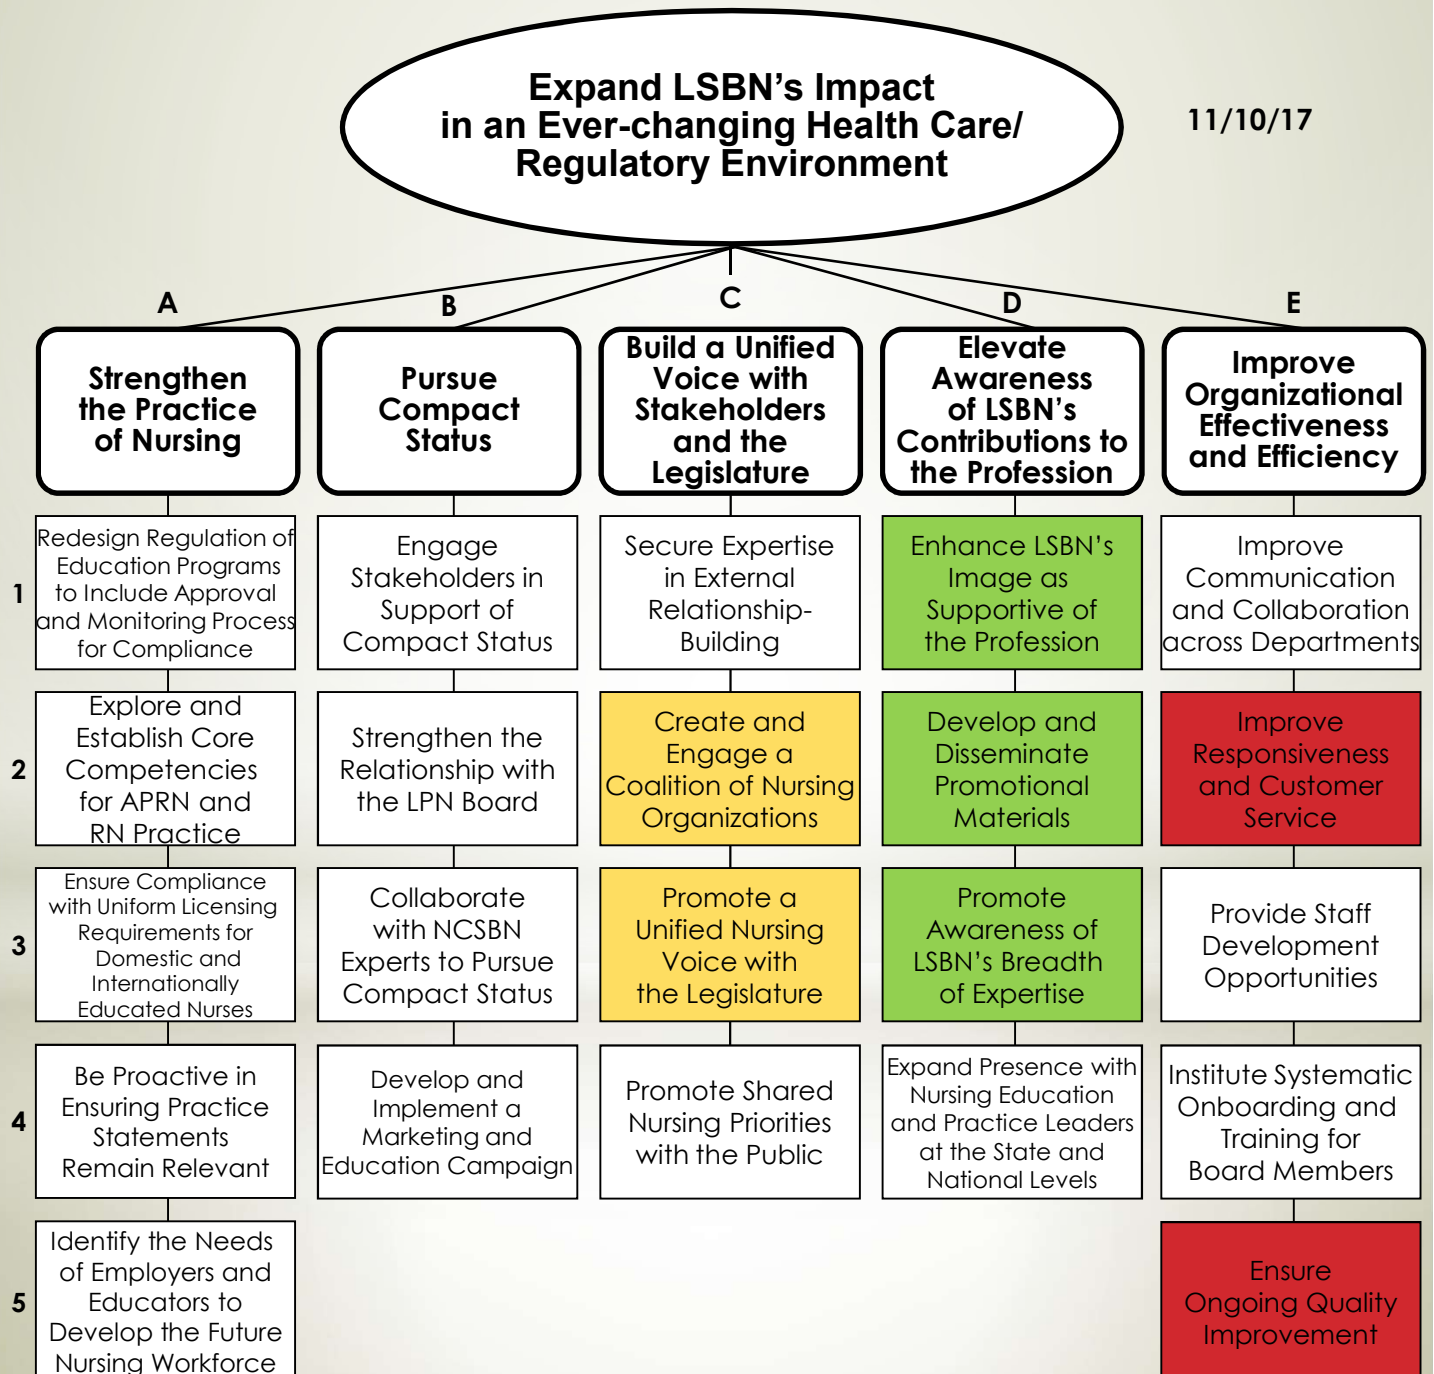 Expand LSBN's Impact
in an Ever-changing Health Care/
Regulatory Environment
11/10/17
A
B
C
D
E
Strengthen
the Practice
of Nursing
Pursue
Compact
Status
Build a Unified
Voice with
Stakeholders
and the
Legislature
Elevate
Awareness
of LSBN's
Contributions to
the Profession
Improve
Organizational
Effectiveness
and Efficiency
1
Redesign Regulation of
Education Programs
to Include Approval
and Monitoring Process
for Compliance
Engage
Stakeholders in
Support of
Compact Status
Secure Expertise
in External
Relationship-
Building
Enhance LSBN's
Image as
Supportive of
the Profession
Improve
Communication
and Collaboration
across Departments
2
Explore and
Establish Core
Competencies
for APRN and
RN Practice
Strengthen the
Relationship with
the LPN Board
Create and
Engage a
Coalition of Nursing
Organizations
Develop and
Disseminate
Promotional
Materials
Improve
Responsiveness
and Customer
Service
3
Ensure Compliance
with Uniform Licensing
Requirements for
Domestic and
Internationally
Educated Nurses
Collaborate
with NCSBN
Experts to Pursue
Compact Status
Promote a
Unified Nursing
Voice with
the Legislature
Promote
Awareness of
LSBN's Breadth
of Expertise
Provide Staff
Development
Opportunities
4
Be Proactive in
Ensuring Practice
Statements
Remain Relevant
Develop and
Implement a
Marketing and
Education Campaign
Promote Shared
Nursing Priorities
with the Public
Expand Presence with
Nursing Education
and Practice Leaders
at the State and
National Levels
Institute Systematic
Onboarding and
Training for
Board Members
5
Identify the Needs
of Employers and
Educators to
Develop the Future
Nursing Workforce
Ensure
Ongoing Quality
Improvement